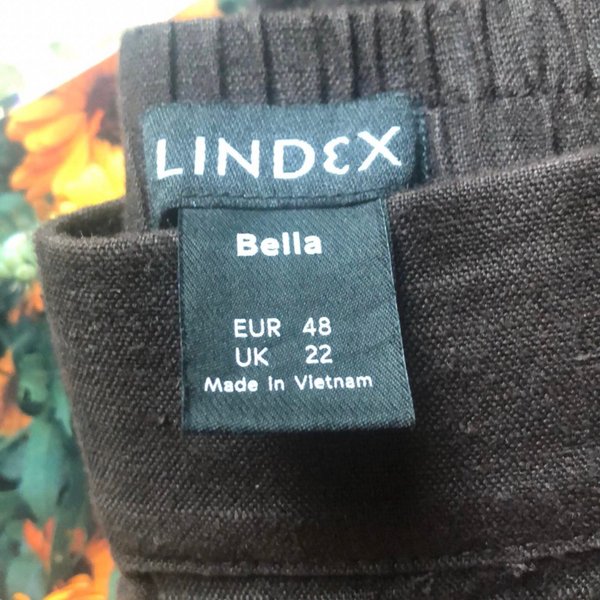 LINDEX
Bella
EUR 48
UK 22
Made in Vietnam